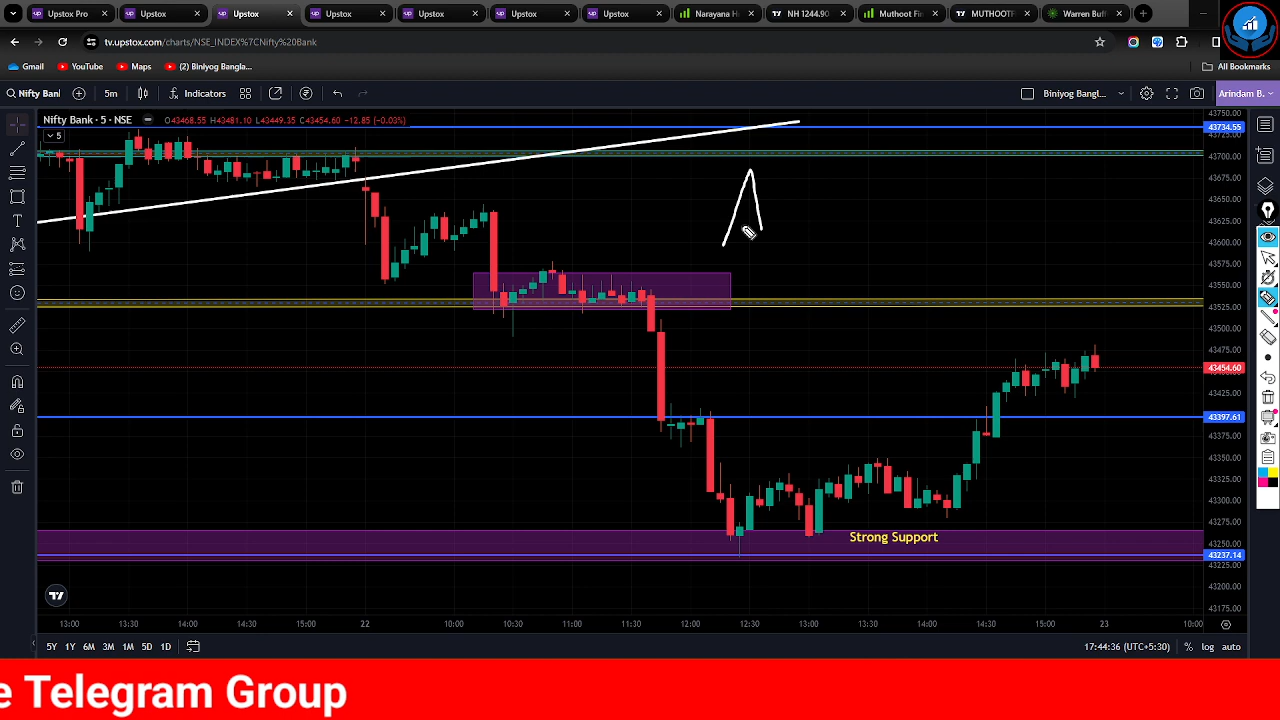 Upstox Pro
Upstox
Upstox
Upstox
Upstox
Upstox
Upstox
Narayana H
NH 1244.90
Muthoot Fi
MUTHOOT
Warren Buf
tv.upstox.com/charts/NSE_INDEX%7CNifty%20Bank
Gmail
YouTube
Maps
(2) Biniyog Bangla...
All Bookmarks
Nifty Ban
5m
Indicators
Biniyog Bangl...
Arindam B.
Nifty Bank · 5 · NSE O43468.55 H43481.10 L43449.35 C43454.60 −12.85 (−0.03%)
5
43750.00
43734.55
43700.00
43675.00
43650.00
43625.00
43600.00
43575.00
43550.00
43525.00
43500.00
43475.00
43454.60
43425.00
43397.61
43375.00
43350.00
43325.00
43300.00
43275.00
43250.00
43237.14
43225.00
43200.00
43175.00
Strong Support
13:00 13:30 14:00 14:30 15:00 22 10:00 10:30 11:00 11:30 12:00 12:30 13:00 13:30 14:00 14:30 15:00 23 10:00
5Y 1Y 6M 3M 1M 5D 1D
17:44:36 (UTC+5:30) % log auto
e Telegram Group